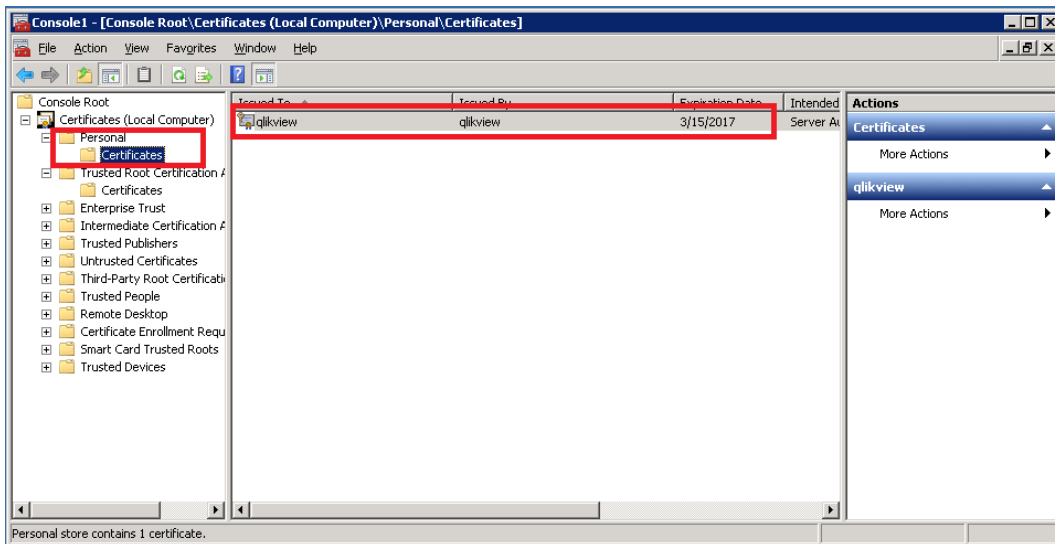 Console1 - [Console Root\Certificates (Local Computer)\Personal\Certificates]
File Action View Favorites Window Help
Console Root
Certificates (Local Computer)
Personal
Certificates
Trusted Root Certification A
Certificates
Enterprise Trust
Intermediate Certification A
Trusted Publishers
Untrusted Certificates
Third-Party Root Certificati
Trusted People
Remote Desktop
Certificate Enrollment Requ
Smart Card Trusted Roots
Trusted Devices
Issued To Issued By Expiration Date Intended
qlikview qlikview 3/15/2017 Server Au
Actions
Certificates
More Actions
qlikview
More Actions
Personal store contains 1 certificate.